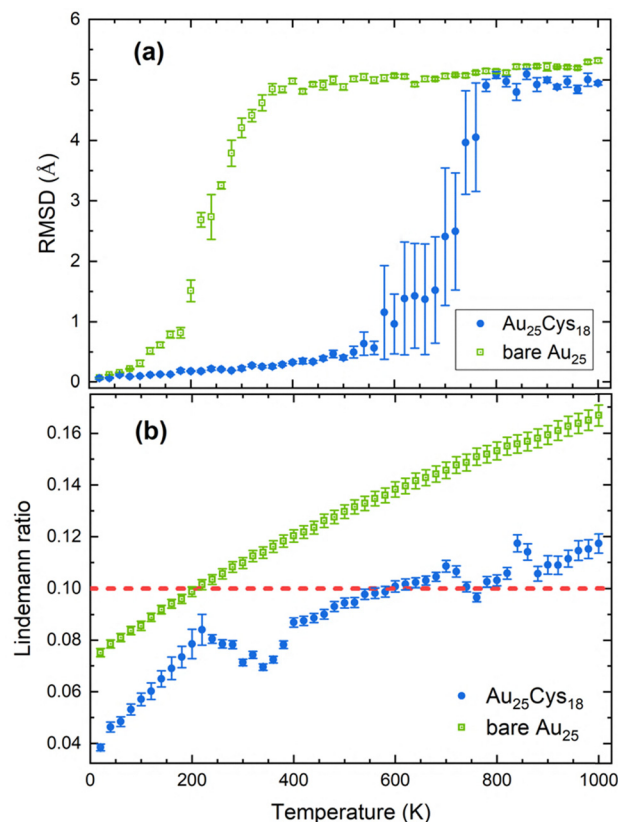 (a)
6
5
4
3
2
1
0
RMSD (Å)
Au₂₅Cys₁₈
bare Au₂₅
(b)
0.16
0.14
0.12
0.10
0.08
0.06
0.04
Lindemann ratio
Au₂₅Cys₁₈
bare Au₂₅
0 200 400 600 800 1000
Temperature (K)